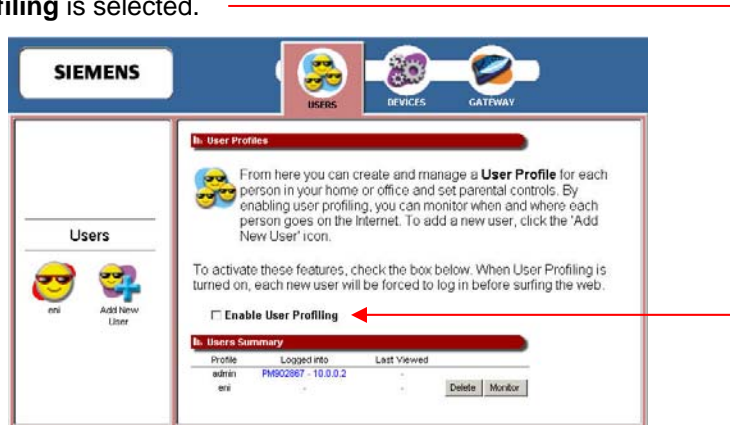 filing is selected.
SIEMENS
USERS
DEVICES
GATEWAY
User Profiles
From here you can create and manage a User Profile for each
person in your home or office and set parental controls. By
enabling user profiling, you can monitor when and where each
person goes on the Internet. To add a new user, click the 'Add
New User' icon.
Users
eni
Add New
User
To activate these features, check the box below. When User Profiling is
turned on, each new user will be forced to log in before surfing the web.
Enable User Profiling
Users Summary
Profile Logged into Last Viewed
admin PM902867 - 10.0.0.2 -
eni - - Delete Monitor